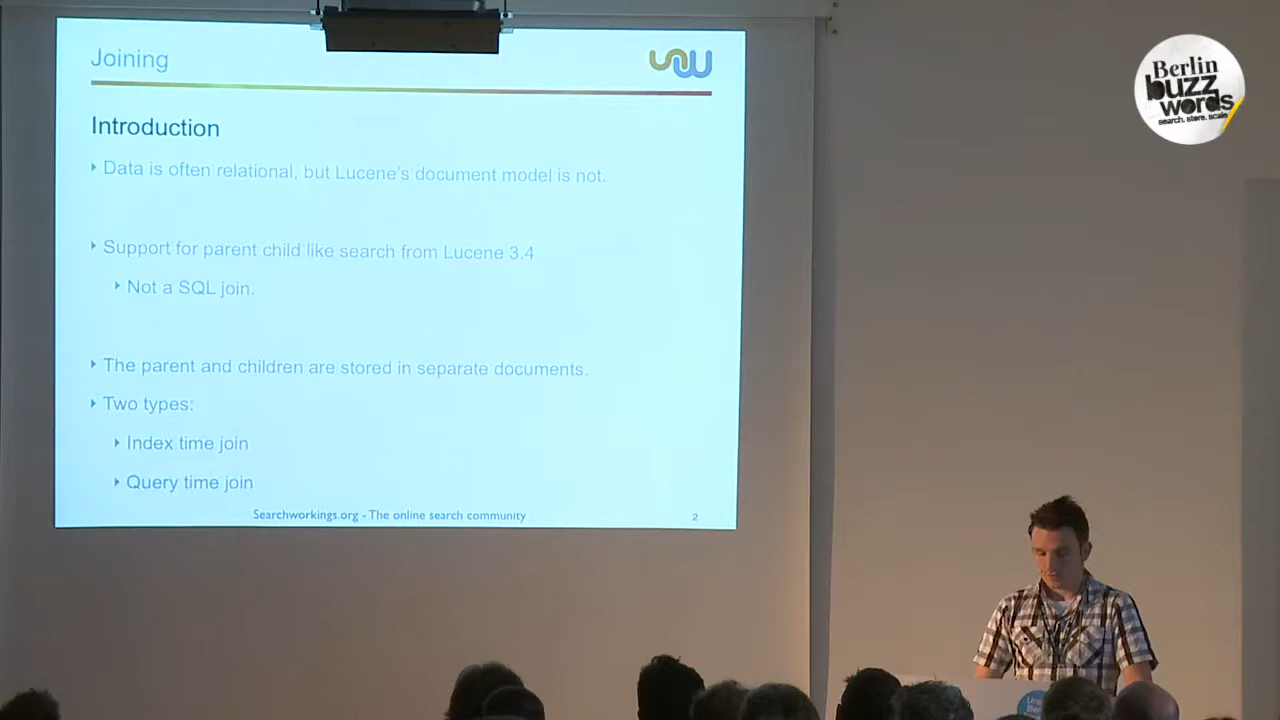 Joining
Introduction
Data is often relational, but Lucene's document model is not.
Support for parent child like search from Lucene 3.4
Not a SQL join.
The parent and children are stored in separate documents.
Two types:
Index time join
Query time join
Searchworkings.org - The online search community
2
Berlin
buzz
words
search. store. scale